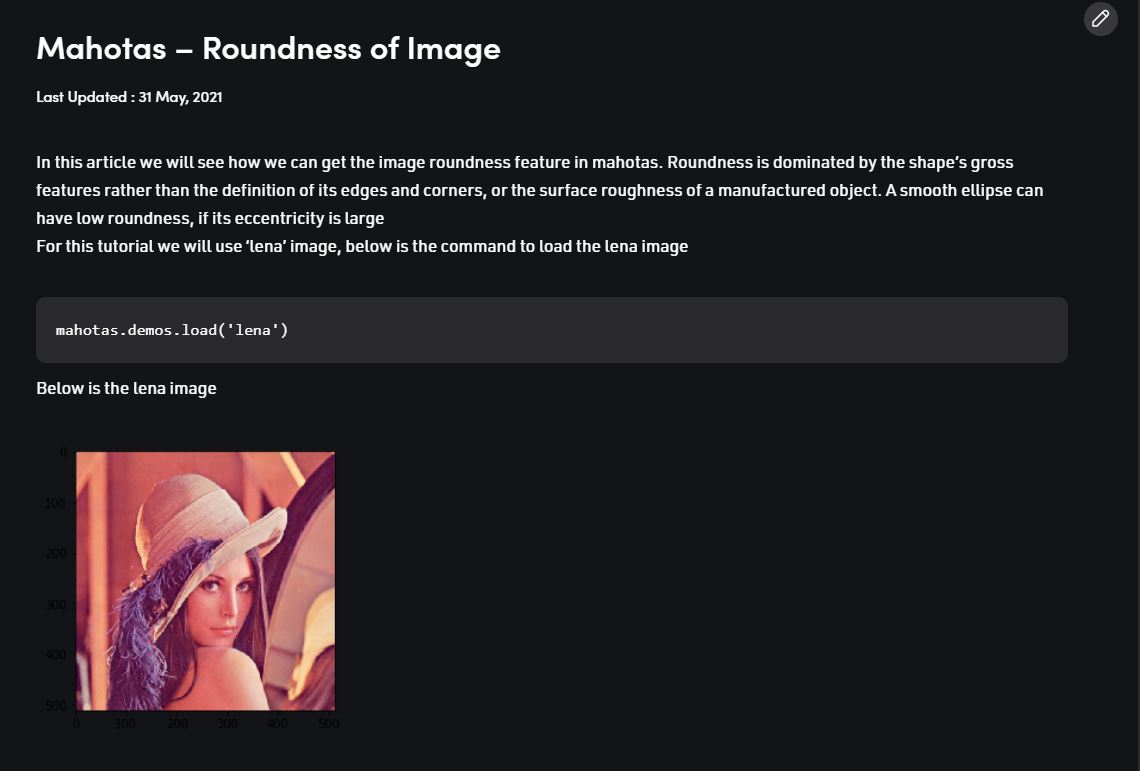 Mahotas – Roundness of Image
Last Updated : 31 May, 2021
In this article we will see how we can get the image roundness feature in mahotas. Roundness is dominated by the shape’s gross
features rather than the definition of its edges and corners, or the surface roughness of a manufactured object. A smooth ellipse can
have low roundness, if its eccentricity is large
For this tutorial we will use ‘lena’ image, below is the command to load the lena image
mahotas.demos.load('lena')
Below is the lena image
0
100
200
300
400
500
0 100 200 300 400 500